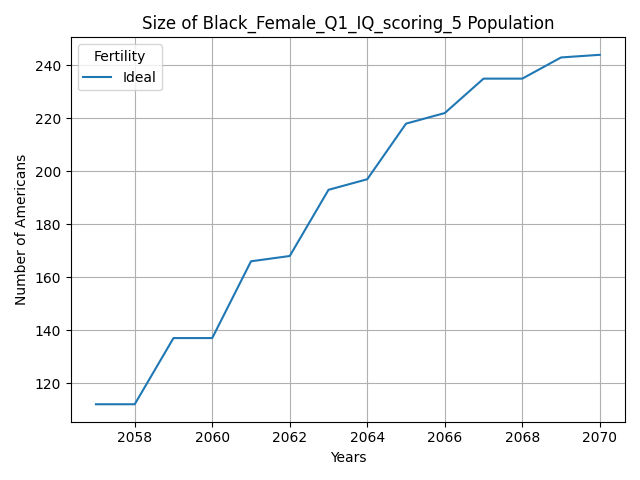 Size of Black_Female_Q1_IQ_scoring_5 Population
Fertility
Ideal
Number of Americans
240
220
200
180
160
140
120
2058 2060 2062 2064 2066 2068 2070
Years